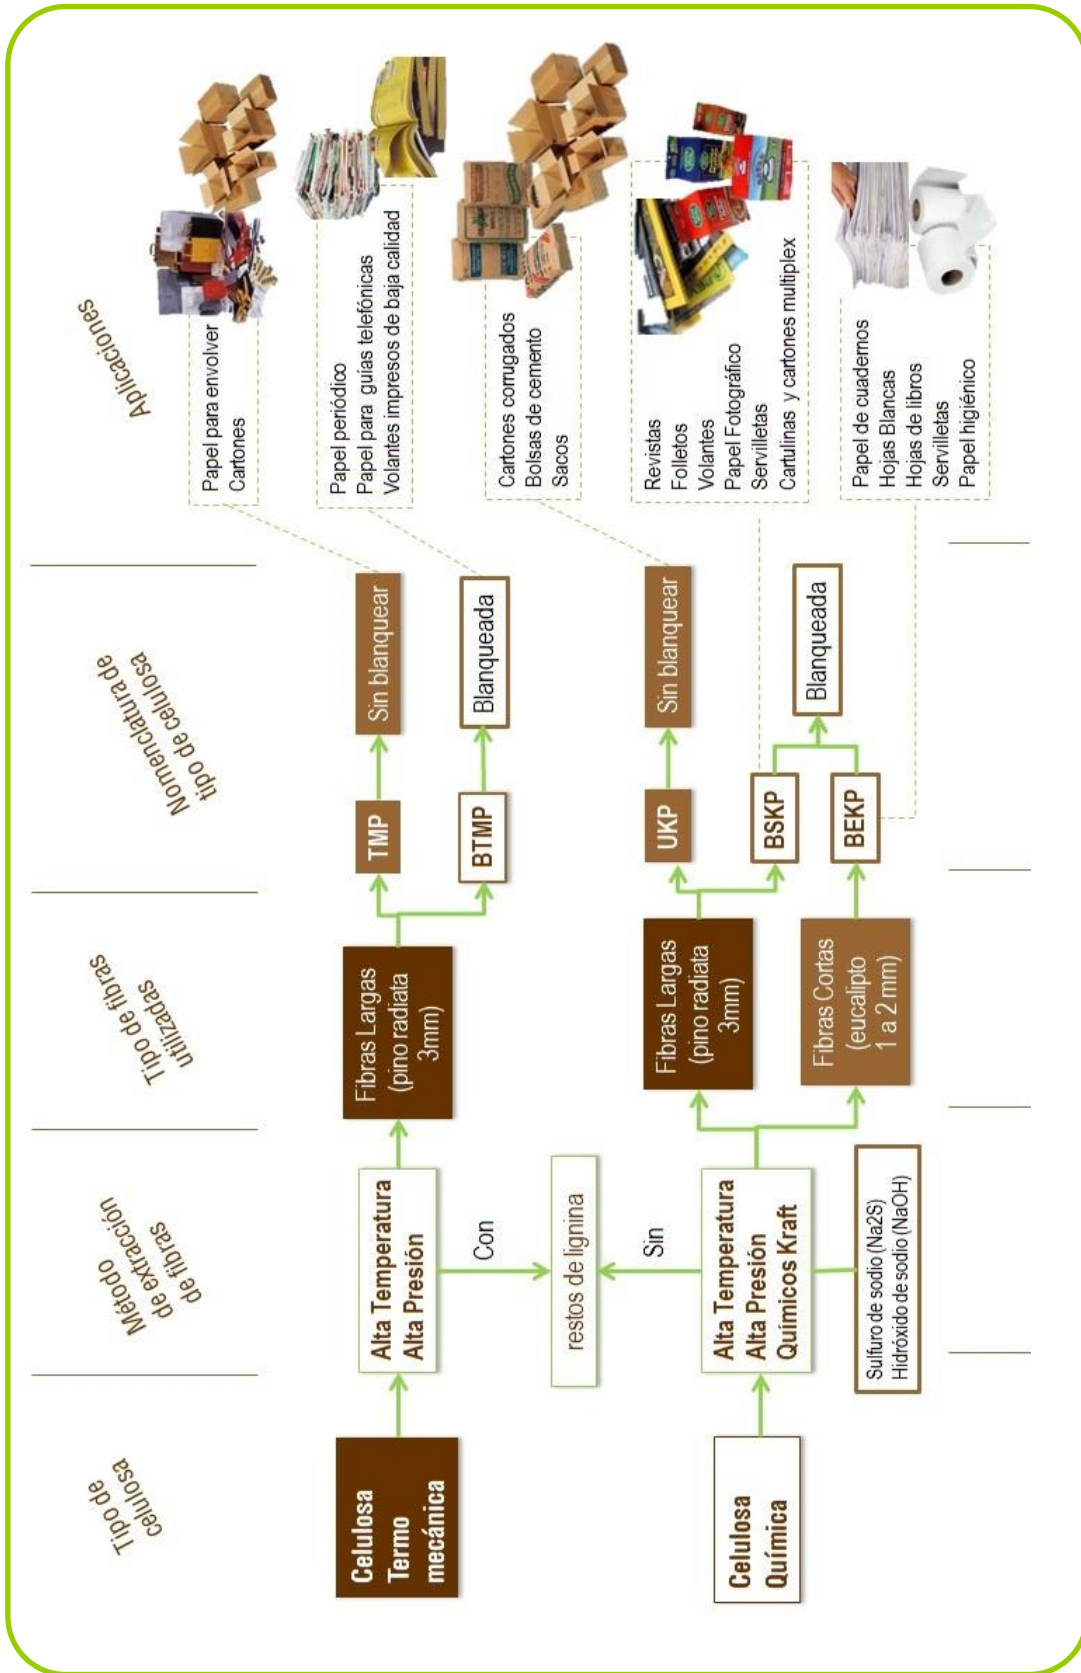 Tipo de
celulosa
Método
de extracción
de fibras
Tipo de fibras
utilizadas
Nomenclatura de
tipo de celulosa
Aplicaciones
Celulosa
Termo
mecánica
Alta Temperatura
Alta Presión
Fibras Largas
(pino radiata
3mm)
TMP
Sin blanquear
Papel para envolver
Cartones
BTMP
Blanqueada
Papel periódico
Papel para guías telefónicas
Volantes impresos de baja calidad
Con
restos de lignina
Sin
Celulosa
Química
Alta Temperatura
Alta Presión
Químicos Kraft
Sulfuro de sodio (Na2S)
Hidróxido de sodio (NaOH)
Fibras Largas
(pino radiata
3mm)
UKP
Sin blanquear
Cartones corrugados
Bolsas de cemento
Sacos
BSKP
Revistas
Folletos
Volantes
Papel Fotográfico
Servilletas
Cartulinas y cartones multiplex
Fibras Cortas
(eucalipto
1 a 2 mm)
BEKP
Blanqueada
Papel de cuadernos
Hojas Blancas
Hojas de libros
Servilletas
Papel higiénico